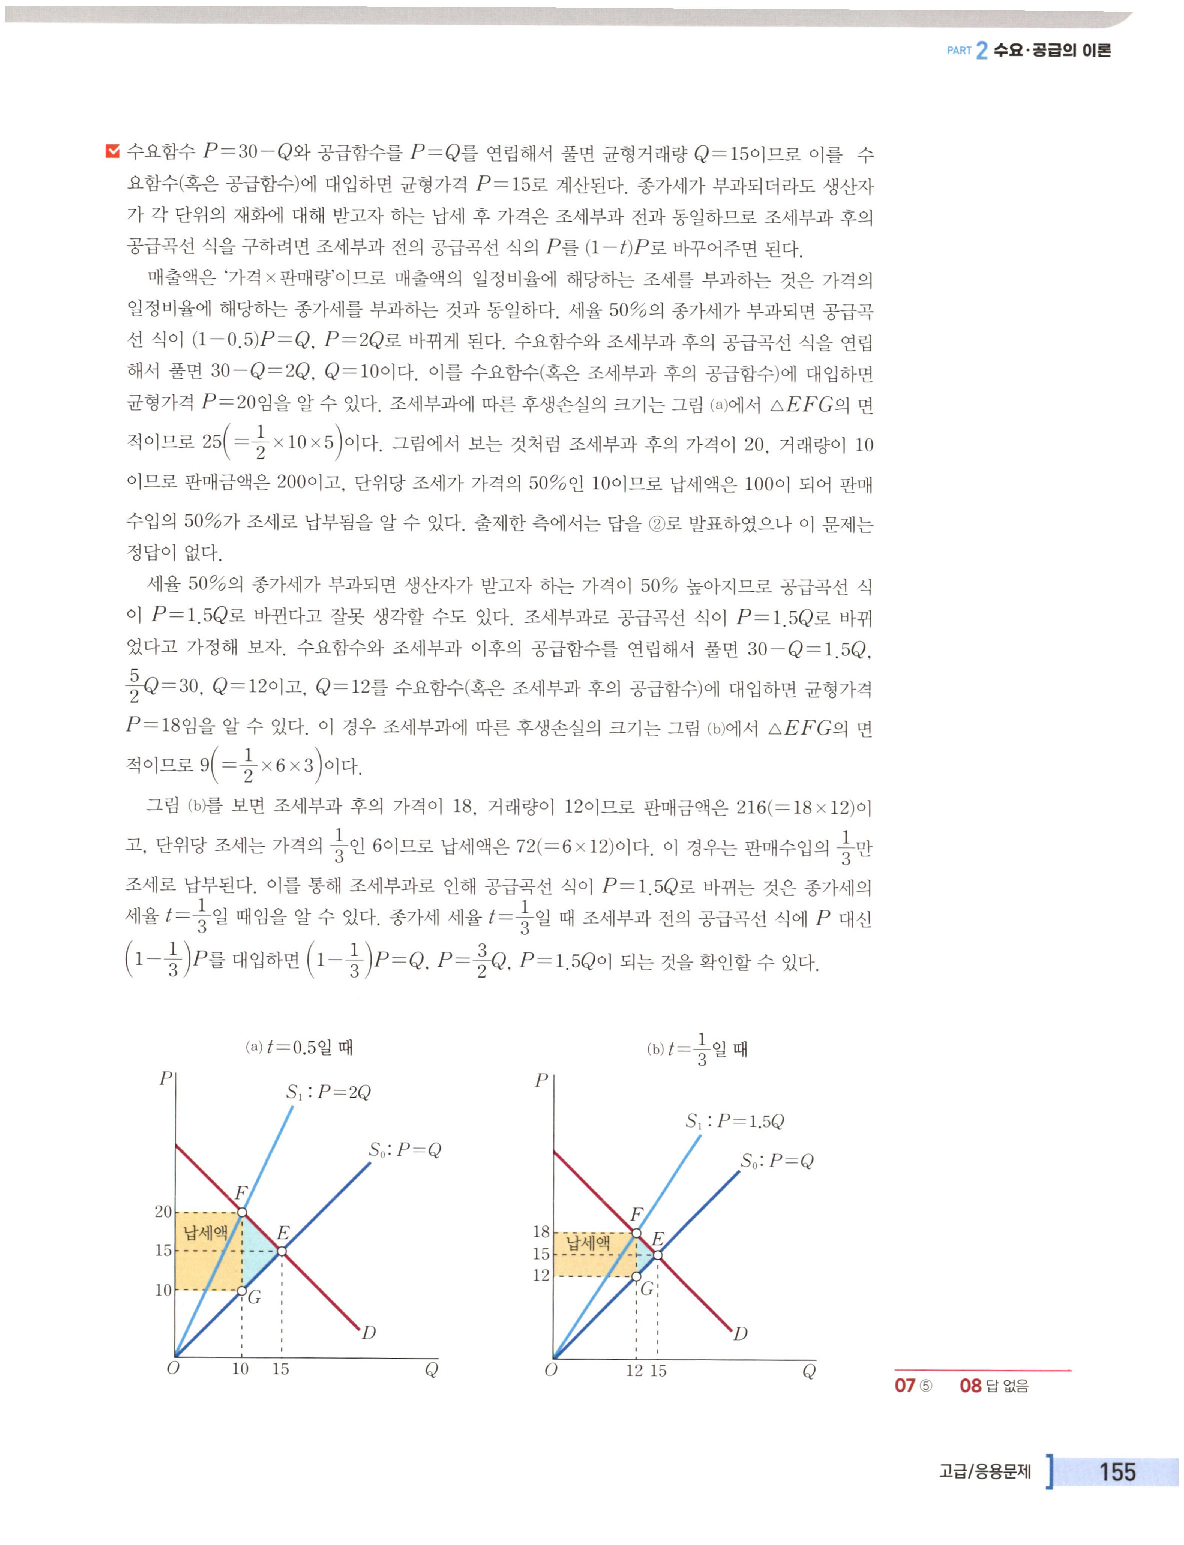 PART 2 수요·공급의 이론
수요함수 P=30-Q와 공급함수를 P=Q를 연립해서 풀면 균형거래량 Q=15이므로 이를 수
요함수(혹은 공급함수)에 대입하면 균형가격 P=15로 계산된다. 종가세가 부과되더라도 생산자
가 각 단위의 재화에 대해 받고자 하는 납세 후 가격은 조세부과 전과 동일하므로 조세부과 후의
공급곡선 식을 구하려면 조세부과 전의 공급곡선 식의 P를 (1-t)P로 바꾸어주면 된다.
매출액은 '가격×판매량'이므로 매출액의 일정비율에 해당하는 조세를 부과하는 것은 가격의
일정비율에 해당하는 종가세를 부과하는 것과 동일하다. 세율 50%의 종가세가 부과되면 공급곡
선 식이 (1-0.5)P=Q, P=2Q로 바뀌게 된다. 수요함수와 조세부과 후의 공급곡선 식을 연립
해서 풀면 30-Q=2Q, Q=10이다. 이를 수요함수(혹은 조세부과 후의 공급함수)에 대입하면
균형가격 P=20임을 알 수 있다. 조세부과에 따른 후생손실의 크기는 그림 (a)에서 △EFG의 면
적이므로 25(=1/2×10×5)이다. 그림에서 보는 것처럼 조세부과 후의 가격이 20, 거래량이 10
이므로 판매금액은 200이고, 단위당 조세가 가격의 50%인 10이므로 납세액은 100이 되어 판매
수입의 50%가 조세로 납부됨을 알 수 있다. 출제한 측에서는 답을 ②로 발표하였으나 이 문제는
정답이 없다.
세율 50%의 종가세가 부과되면 생산자가 받고자 하는 가격이 50% 높아지므로 공급곡선 식
이 P=1.5Q로 바뀐다고 잘못 생각할 수도 있다. 조세부과로 공급곡선 식이 P=1.5Q로 바뀌
었다고 가정해 보자. 수요함수와 조세부과 이후의 공급함수를 연립해서 풀면 30-Q=1.5Q,
5/2Q=30, Q=12이고, Q=12를 수요함수(혹은 조세부과 후의 공급함수)에 대입하면 균형가격
P=18임을 알 수 있다. 이 경우 조세부과에 따른 후생손실의 크기는 그림 (b)에서 △EFG의 면
적이므로 9(=1/2×6×3)이다.
그림 (b)를 보면 조세부과 후의 가격이 18, 거래량이 12이므로 판매금액은 216(=18×12)이
고, 단위당 조세는 가격의 1/3인 6이므로 납세액은 72(=6×12)이다. 이 경우는 판매수입의 1/3만
조세로 납부된다. 이를 통해 조세부과로 인해 공급곡선 식이 P=1.5Q로 바뀌는 것은 종가세의
세율 t=1/3일 때임을 알 수 있다. 종가세 세율 t=1/3일 때 조세부과 전의 공급곡선 식에 P 대신
(1-1/3)P를 대입하면 (1-1/3)P=Q, P=3/2Q, P=1.5Q이 되는 것을 확인할 수 있다.
(a) t=0.5일 때
P
S₁: P=2Q
S₀: P=Q
F
20
납세액
E
15
10
G
D
O
10
15
Q
(b) t=1/3일 때
P
S₁: P=1.5Q
S₀: P=Q
F
18
납세액
E
15
12
G
D
O
12 15
Q
07 ⑤ 08 답 없음
고급/응용문제 155